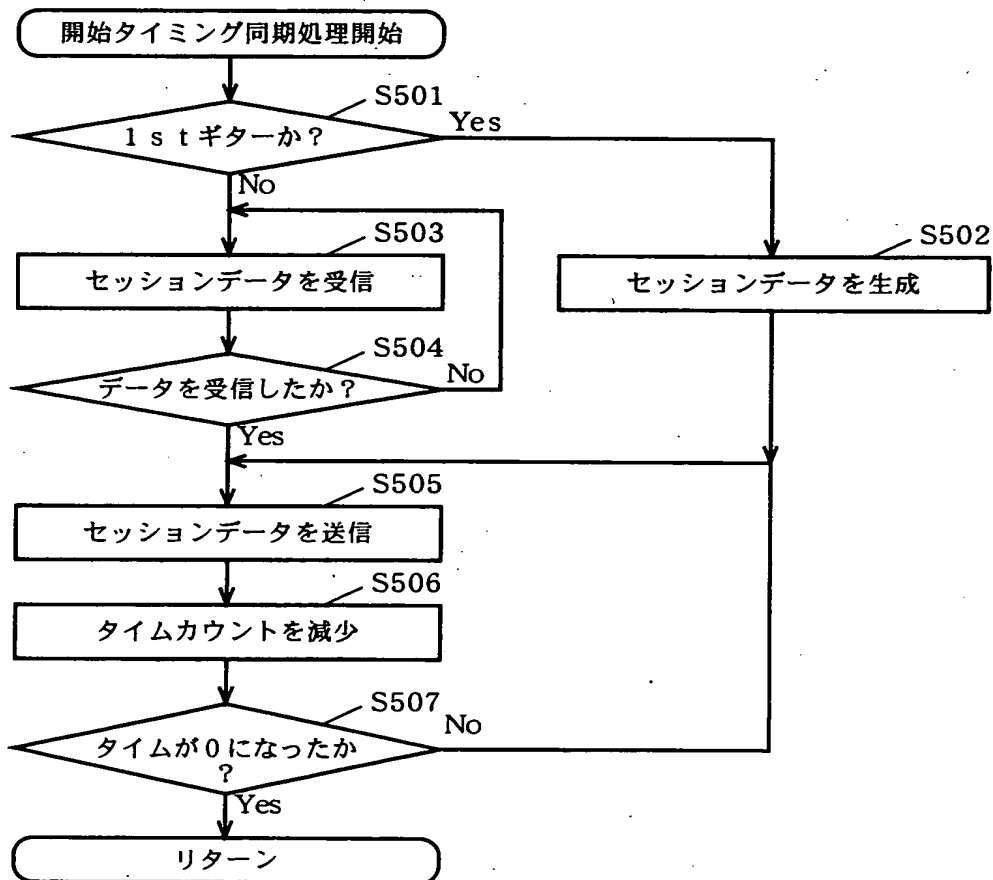 開始タイミング同期処理開始
S501
1stギターか？
Yes
No
S503
セッションデータを受信
S502
セッションデータを生成
S504
データを受信したか？
No
Yes
S505
セッションデータを送信
S506
タイムカウントを減少
S507
タイムが0になったか
？
No
Yes
リターン